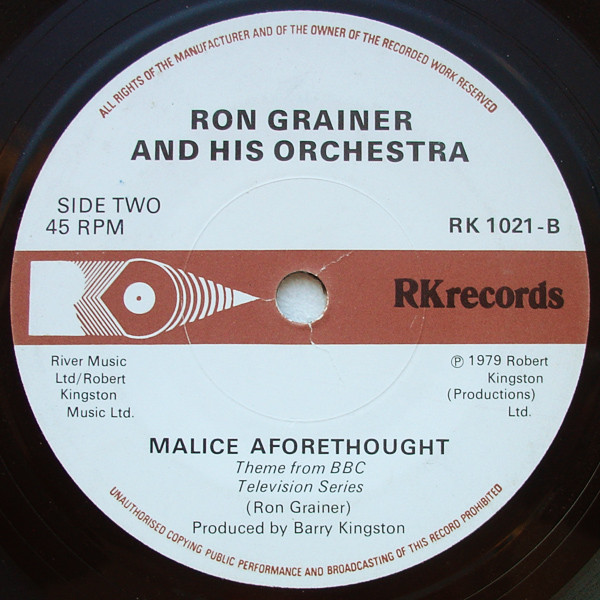 ALL RIGHTS OF THE MANUFACTURER AND OF THE OWNER OF THE RECORDED WORK RESERVED
RON GRAINER
AND HIS ORCHESTRA
SIDE TWO
45 RPM
RK 1021-B
RKrecords
River Music
Ltd/Robert
Kingston
Music Ltd.
℗ 1979 Robert
Kingston
(Productions)
Ltd.
MALICE AFORETHOUGHT
Theme from BBC
Television Series
(Ron Grainer)
Produced by Barry Kingston
UNAUTHORISED COPYING PUBLIC PERFORMANCE AND BROADCASTING OF THIS RECORD PROHIBITED